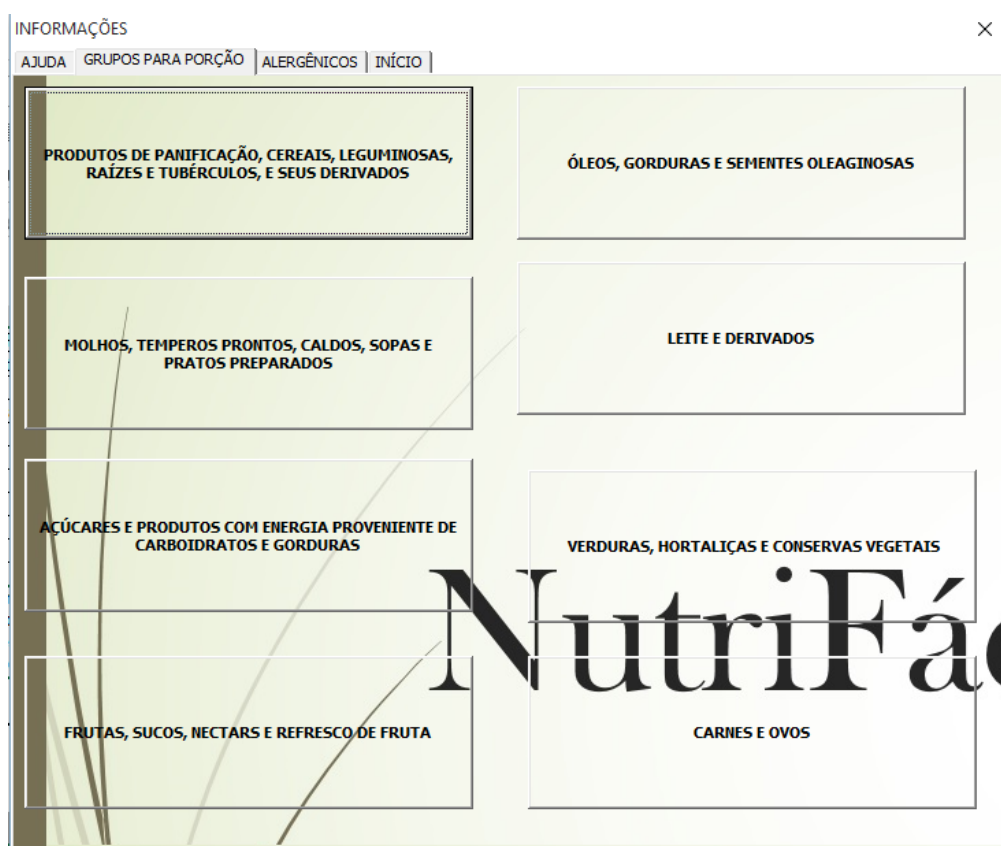 INFORMAÇÕES
AJUDA GRUPOS PARA PORÇÃO ALERGÊNICOS INÍCIO
PRODUTOS DE PANIFICAÇÃO, CEREAIS, LEGUMINOSAS,
RAÍZES E TUBÉRCULOS, E SEUS DERIVADOS
ÓLEOS, GORDURAS E SEMENTES OLEAGINOSAS
MOLHOS, TEMPEROS PRONTOS, CALDOS, SOPAS E
PRATOS PREPARADOS
LEITE E DERIVADOS
AÇÚCARES E PRODUTOS COM ENERGIA PROVENIENTE DE
CARBOIDRATOS E GORDURAS
VERDURAS, HORTALIÇAS E CONSERVAS VEGETAIS
NutriFá
FRUTAS, SUCOS, NECTARS E REFRESCO DE FRUTA
CARNES E OVOS